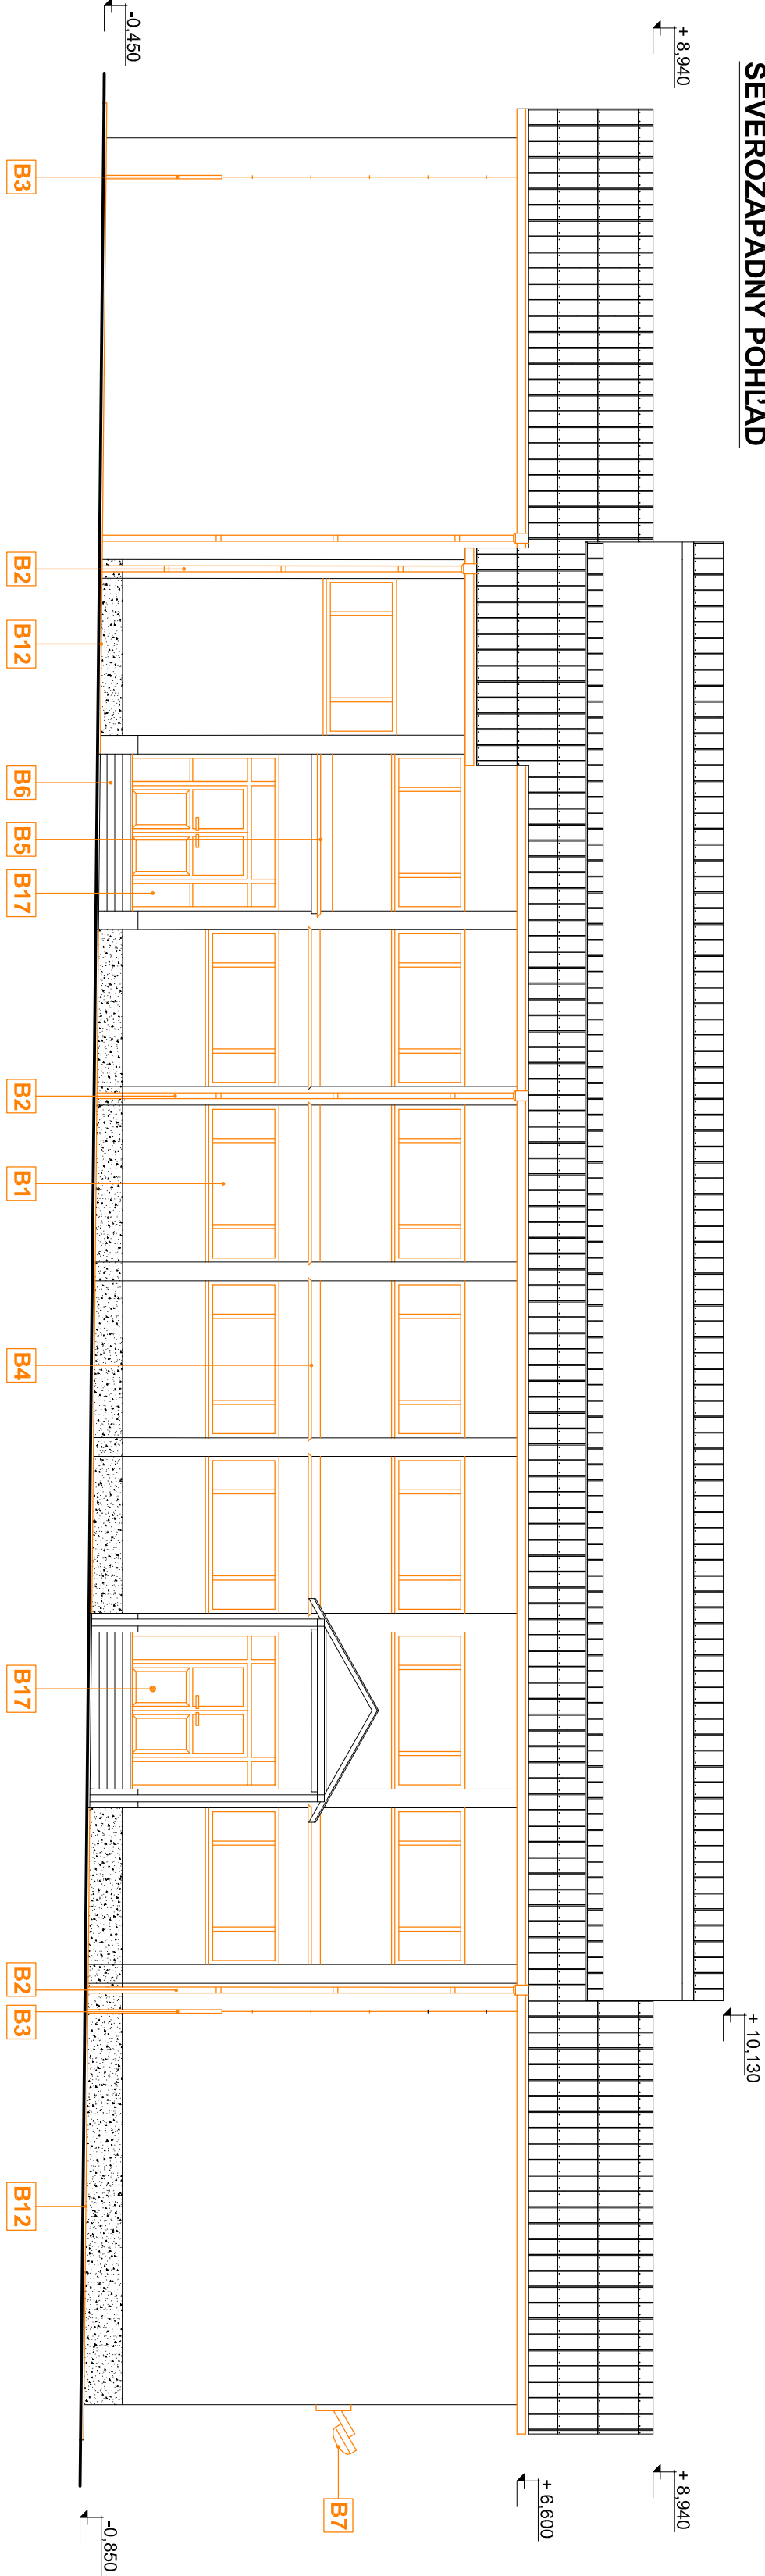 SEVEROZAPADNY POHĽAD
+ 10,130
+ 8,940
+ 8,940
+ 6,600
B7
-0,450
-0,850
B3
B2
B12
B6
B5
B17
B2
B1
B4
B17
B2
B3
B12